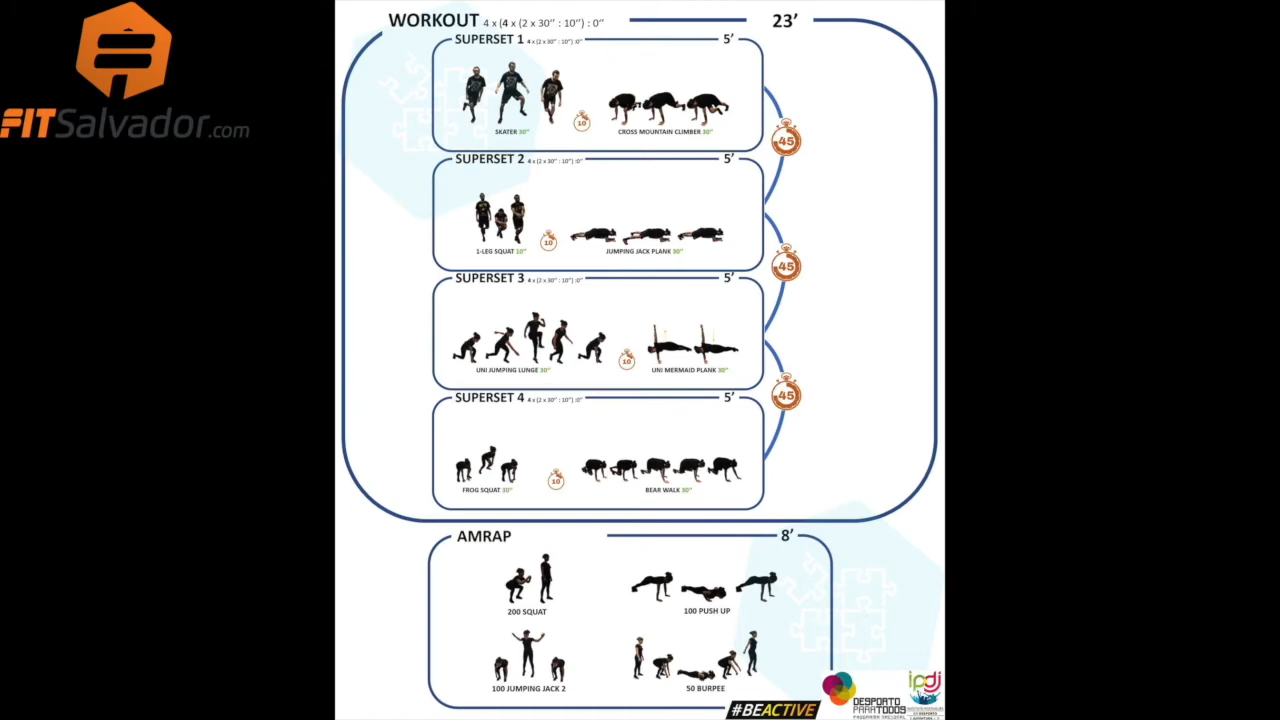 FITSalvador.com
WORKOUT 4 x (4 x (2 x 30'' : 10'') : 0'' 23'
SUPERSET 1 4 x (2 x 30'' : 10'') :0'' 5'
10
SKATER 30'' CROSS MOUNTAIN CLIMBER 30''
45
SUPERSET 2 4 x (2 x 30'' : 10'') :0'' 5'
10
1-LEG SQUAT 10'' JUMPING JACK PLANK 30''
45
SUPERSET 3 4 x (2 x 30'' : 10'') :0'' 5'
10
UNI JUMPING LUNGE 30'' UNI MERMAID PLANK 30''
45
SUPERSET 4 4 x (2 x 30'' : 10'') :0'' 5'
10
FROG SQUAT 30'' BEAR WALK 30''
AMRAP 8'
200 SQUAT 100 PUSH UP
100 JUMPING JACK 2 50 BURPEE
#BEACTIVE
DESPORTO
PARATODOS
PROGRAMA NACIONAL
ipdj